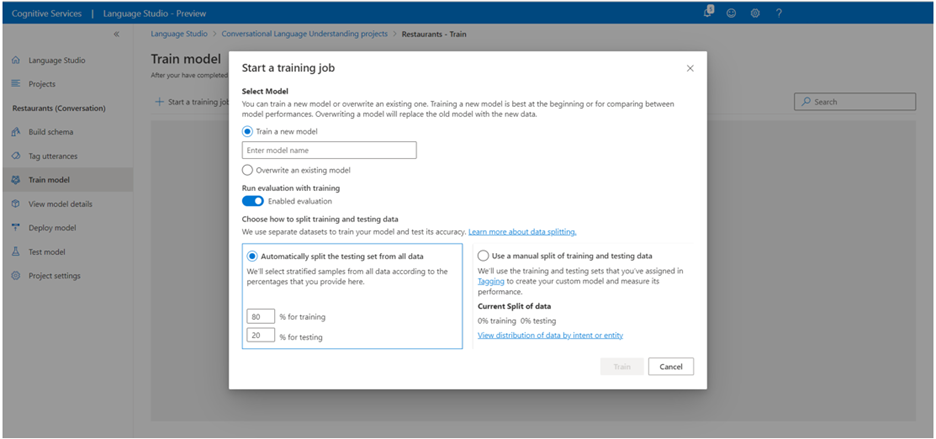 Cognitive Services | Language Studio - Preview
5
?
Language Studio > Conversational Language Understanding projects > Restaurants - Train
Language Studio
Projects
Restaurants (Conversation)
Build schema
Tag utterances
Train model
View model details
Deploy model
Test model
Project settings
Train model
After your have completed
+ Start a training job
Search
Start a training job
Select Model
You can train a new model or overwrite an existing one. Training a new model is best at the beginning or for comparing between
model performances. Overwriting a model will replace the old model with the new data.
Train a new model
Enter model name
Overwrite an existing model
Run evaluation with training
Enabled evaluation
Choose how to split training and testing data
We use separate datasets to train your model and test its accuracy. Learn more about data splitting.
Automatically split the testing set from all data
We'll select stratified samples from all data according to the
percentages that you provide here.
80 % for training
20 % for testing
Use a manual split of training and testing data
We'll use the training and testing sets that you've assigned in
Tagging to create your custom model and measure its
performance.
Current Split of data
0% training 0% testing
View distribution of data by intent or entity
Train
Cancel